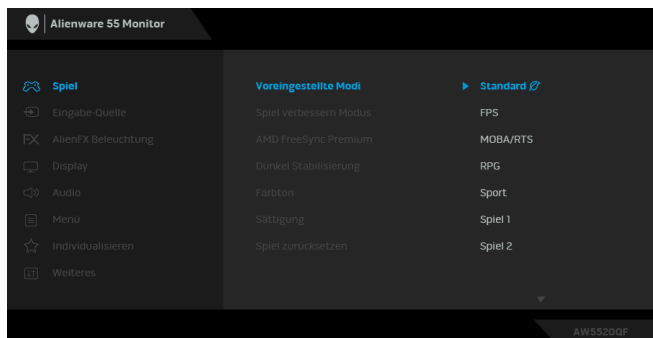 Alienware 55 Monitor
Spiel
Voreingestellte Modi
Standard
Eingabe-Quelle
Spiel verbessern Modus
FPS
FX
AlienFX Beleuchtung
AMD FreeSync Premium
MOBA/RTS
Display
Dunkel Stabilisierung
RPG
Audio
Farbton
Sport
Menü
Sättigung
Spiel 1
Individualisieren
Spiel zurücksetzen
Spiel 2
Weiteres
AW5520QF